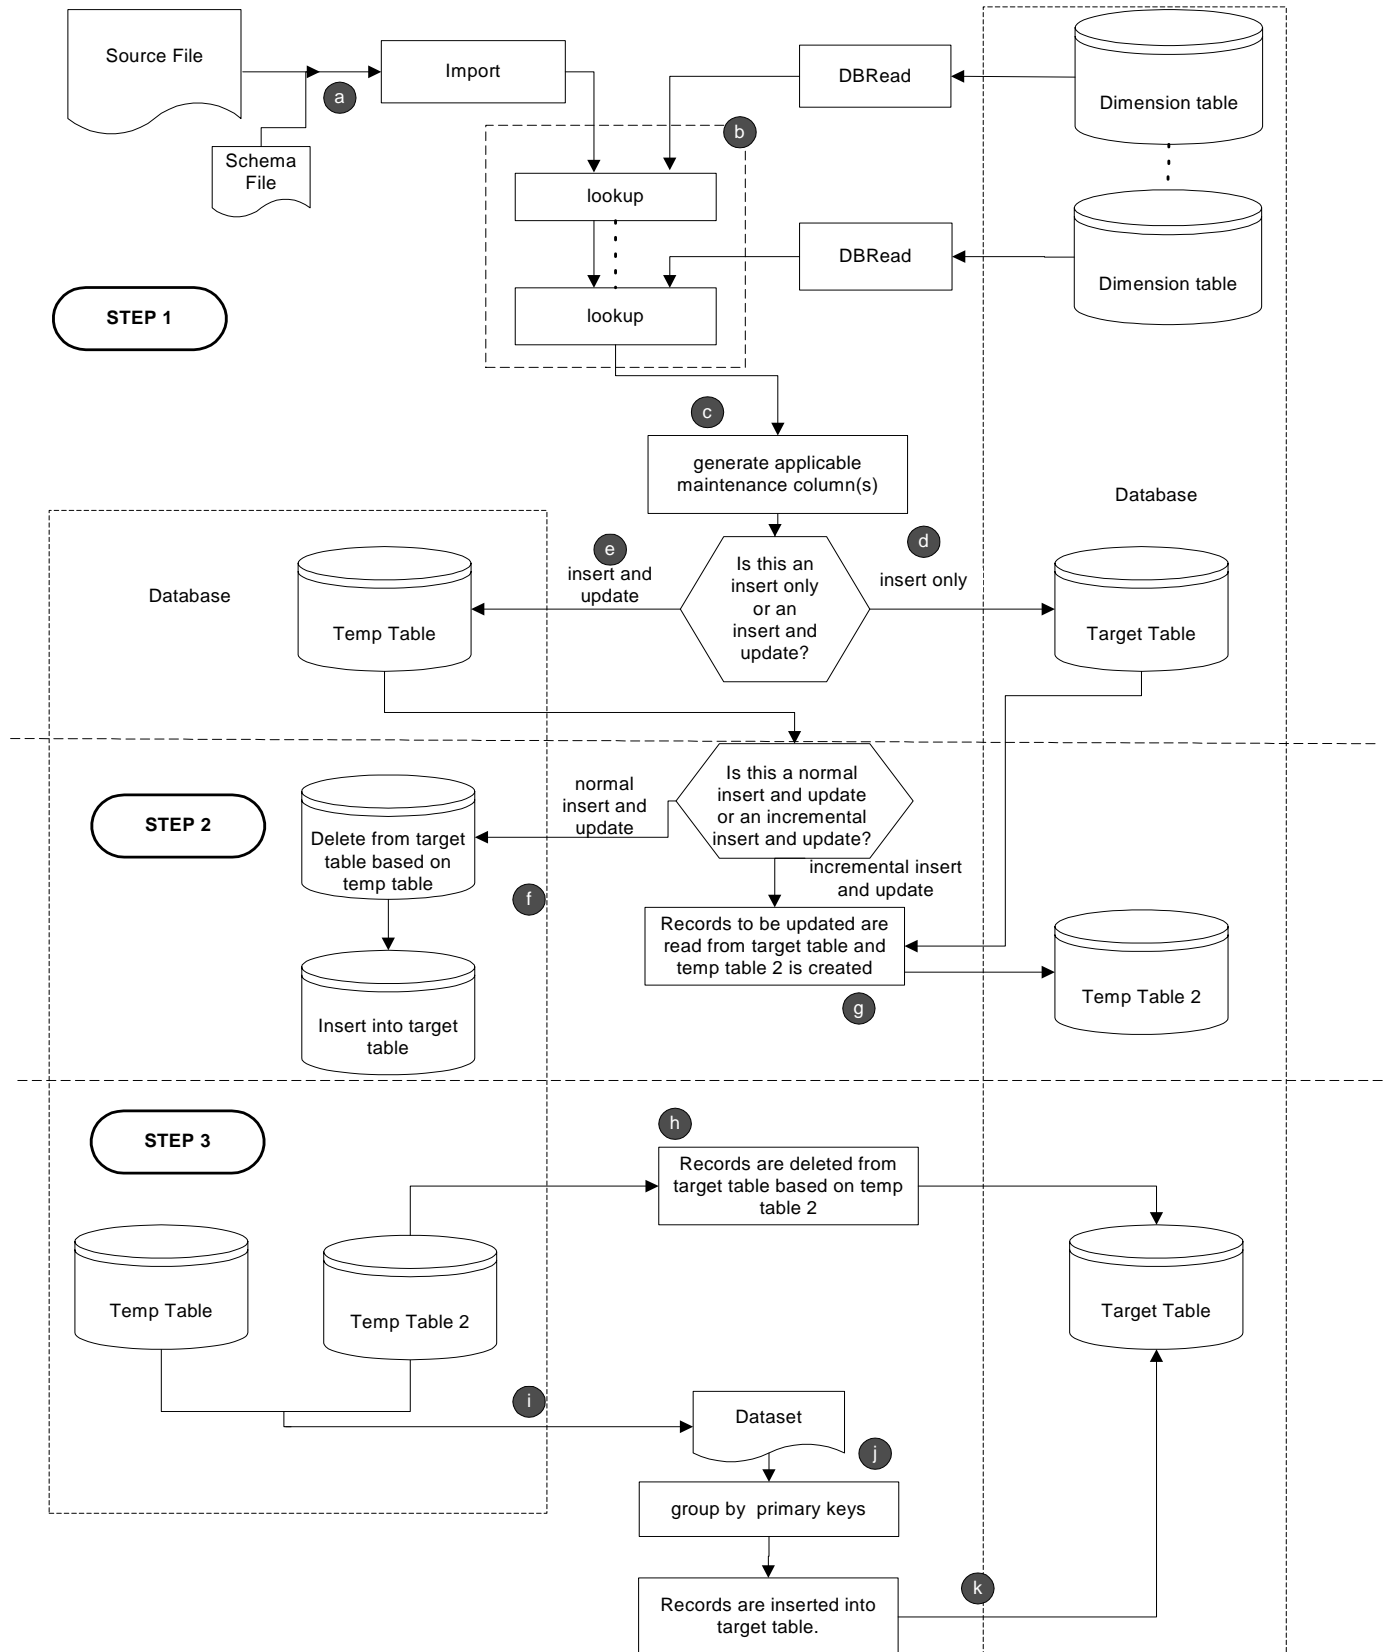 Source File
Import
DBRead
Dimension table
a
b
Schema
File
lookup
DBRead
Dimension table
lookup
STEP 1
c
generate applicable
maintenance column(s)
Database
d
e
insert and
update
Is this an
insert only
or an
insert and
update?
insert only
Database
Temp Table
Target Table
STEP 2
normal
insert and
update
Is this a normal
insert and update
or an incremental
insert and update?
Delete from target
table based on
temp table
incremental insert
and update
f
Records to be updated are
read from target table and
temp table 2 is created
g
Temp Table 2
Insert into target
table
STEP 3
h
Records are deleted from
target table based on temp
table 2
Temp Table
Temp Table 2
Target Table
i
Dataset
j
group by  primary keys
k
Records are inserted into
target table.